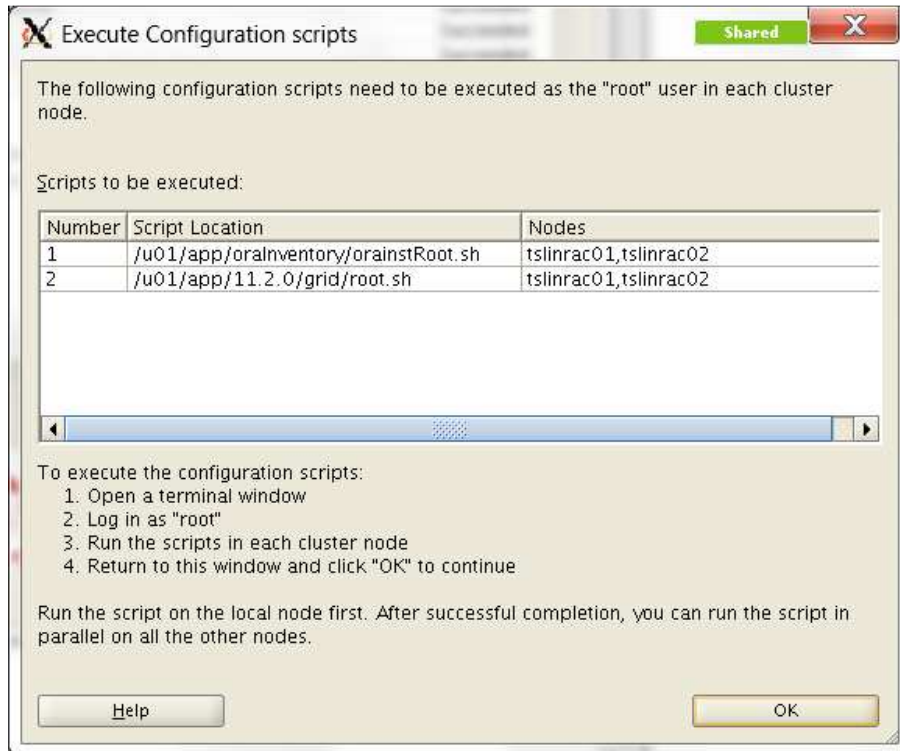 Execute Configuration scripts
Shared
X
The following configuration scripts need to be executed as the "root" user in each cluster
node.
Scripts to be executed:
Number Script Location Nodes
1 /u01/app/oraInventory/orainstRoot.sh tslinrac01,tslinrac02
2 /u01/app/11.2.0/grid/root.sh tslinrac01,tslinrac02
To execute the configuration scripts:
1. Open a terminal window
2. Log in as "root"
3. Run the scripts in each cluster node
4. Return to this window and click "OK" to continue
Run the script on the local node first. After successful completion, you can run the script in
parallel on all the other nodes.
Help OK